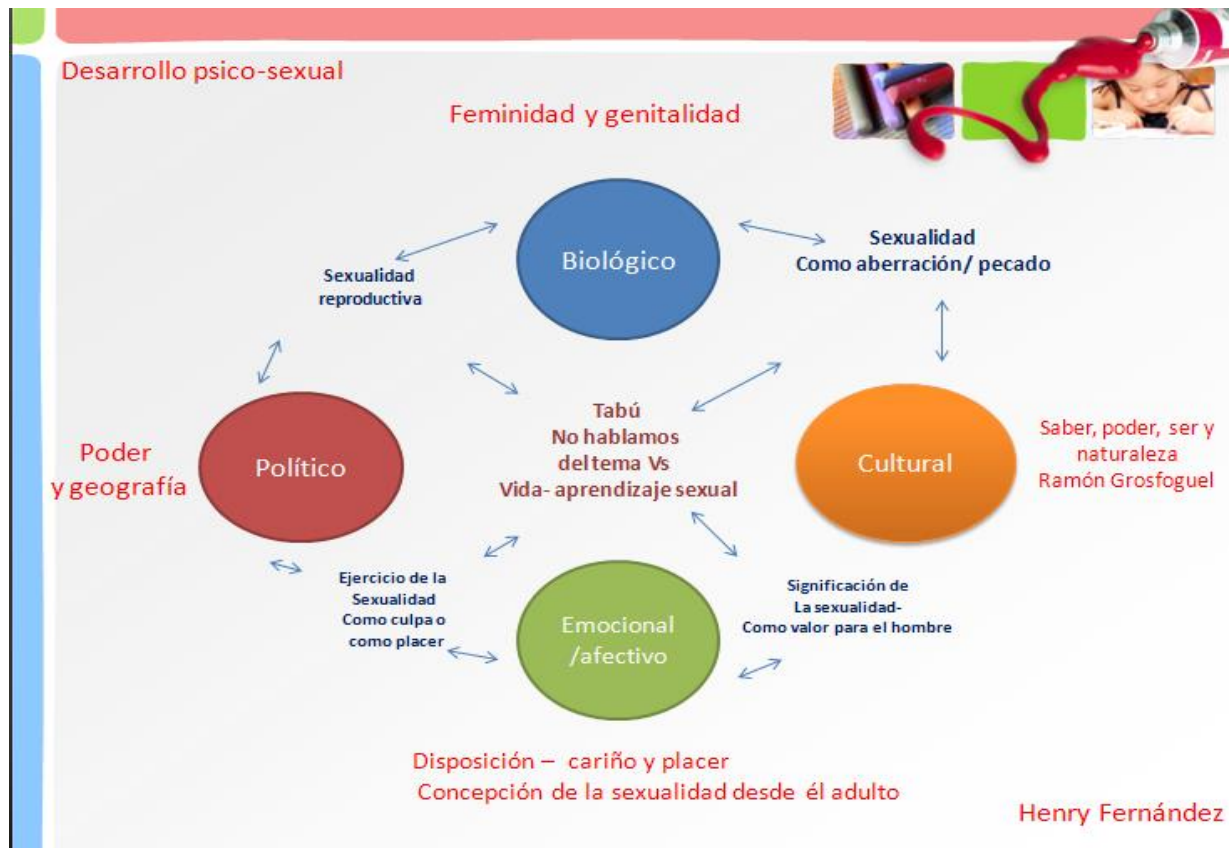 Desarrollo psico-sexual
Feminidad y genitalidad
Biológico
Sexualidad
Como aberración/ pecado
Sexualidad
reproductiva
Tabú
No hablamos
del tema Vs
Vida- aprendizaje sexual
Poder
y geografía
Político
Cultural
Saber, poder, ser y
naturaleza
Ramón Grosfoguel
Ejercicio de la
Sexualidad
Como culpa o
como placer
Emocional
/afectivo
Significación de
La sexualidad-
Como valor para el hombre
Disposición – cariño y placer
Concepción de la sexualidad desde él adulto
Henry Fernández